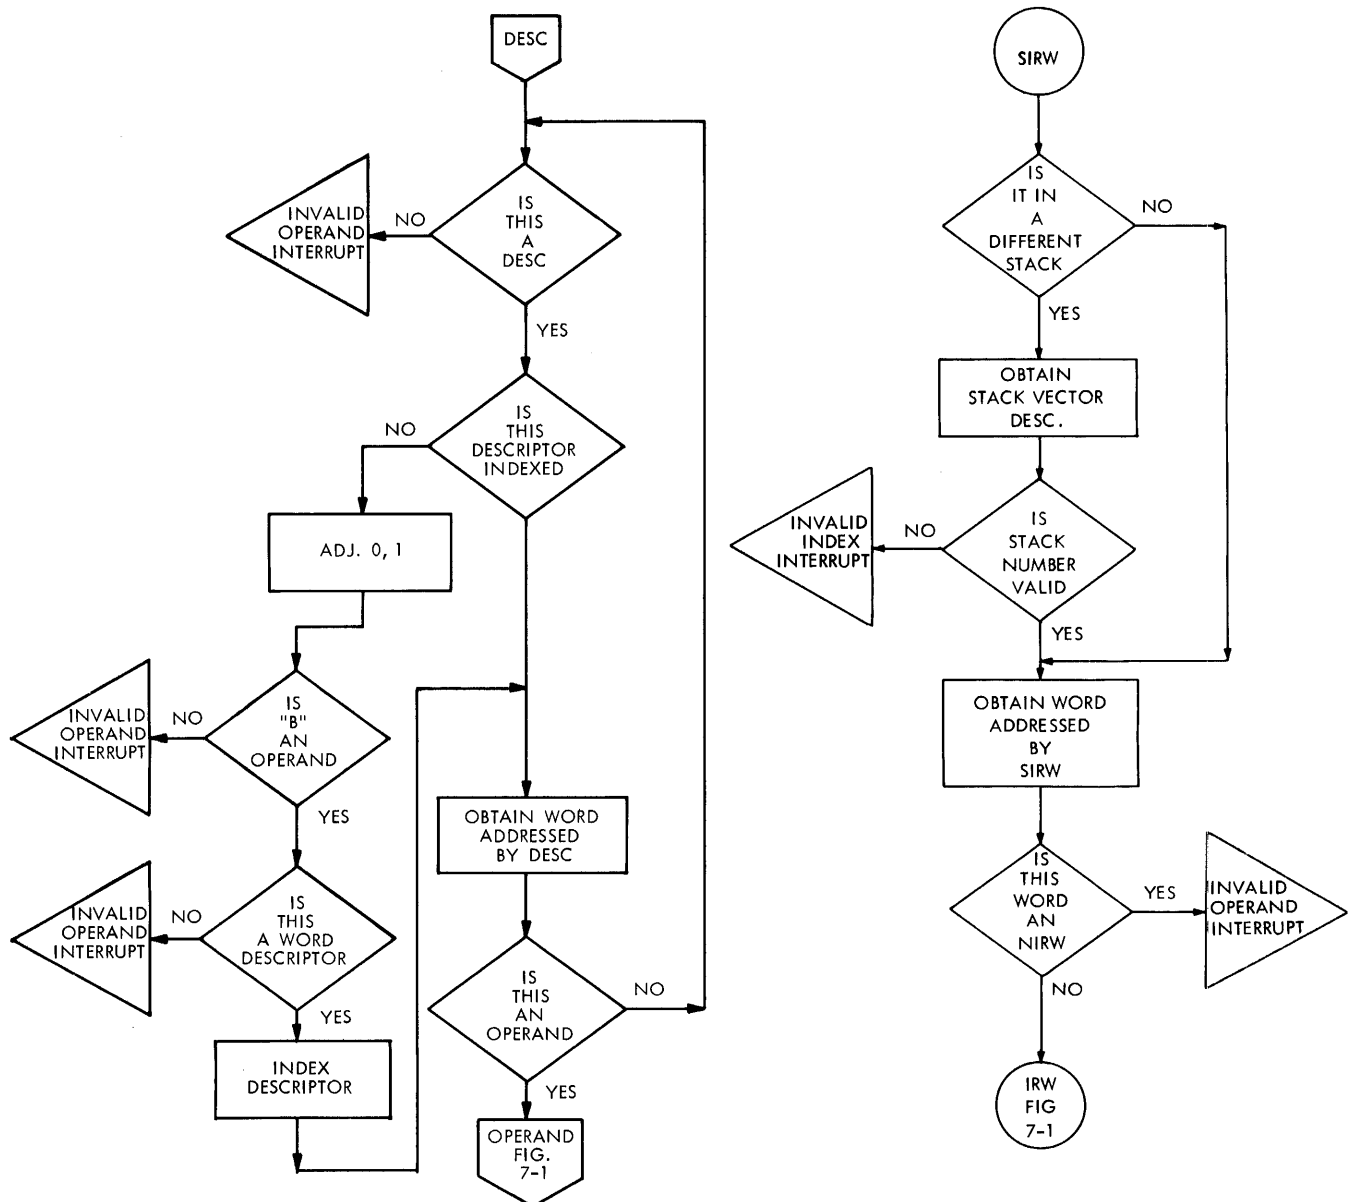 DESC
IS
THIS
A
DESC
NO
INVALID
OPERAND
INTERRUPT
YES
IS
THIS
DESCRIPTOR
INDEXED
NO
ADJ. 0, 1
IS
"B"
AN
OPERAND
NO
INVALID
OPERAND
INTERRUPT
YES
IS
THIS
A WORD
DESCRIPTOR
NO
INVALID
OPERAND
INTERRUPT
YES
INDEX
DESCRIPTOR
OBTAIN WORD
ADDRESSED
BY DESC
IS
THIS
AN
OPERAND
NO
YES
OPERAND
FIG.
7-1
SIRW
IS
IT IN
A
DIFFERENT
STACK
NO
YES
OBTAIN
STACK VECTOR
DESC.
IS
STACK
NUMBER
VALID
NO
INVALID
INDEX
INTERRUPT
YES
OBTAIN WORD
ADDRESSED
BY
SIRW
IS
THIS
WORD
AN
NIRW
YES
INVALID
OPERAND
INTERRUPT
NO
IRW
FIG
7-1